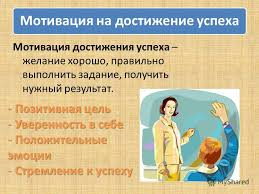 Мотивация на достижение успеха
Мотивация достижения успеха –
желание хорошо, правильно
выполнить задание, получить
нужный результат.
- Позитивная цель
- Уверенность в себе
- Положительные
эмоции
- Стремление к успеху
MyShared